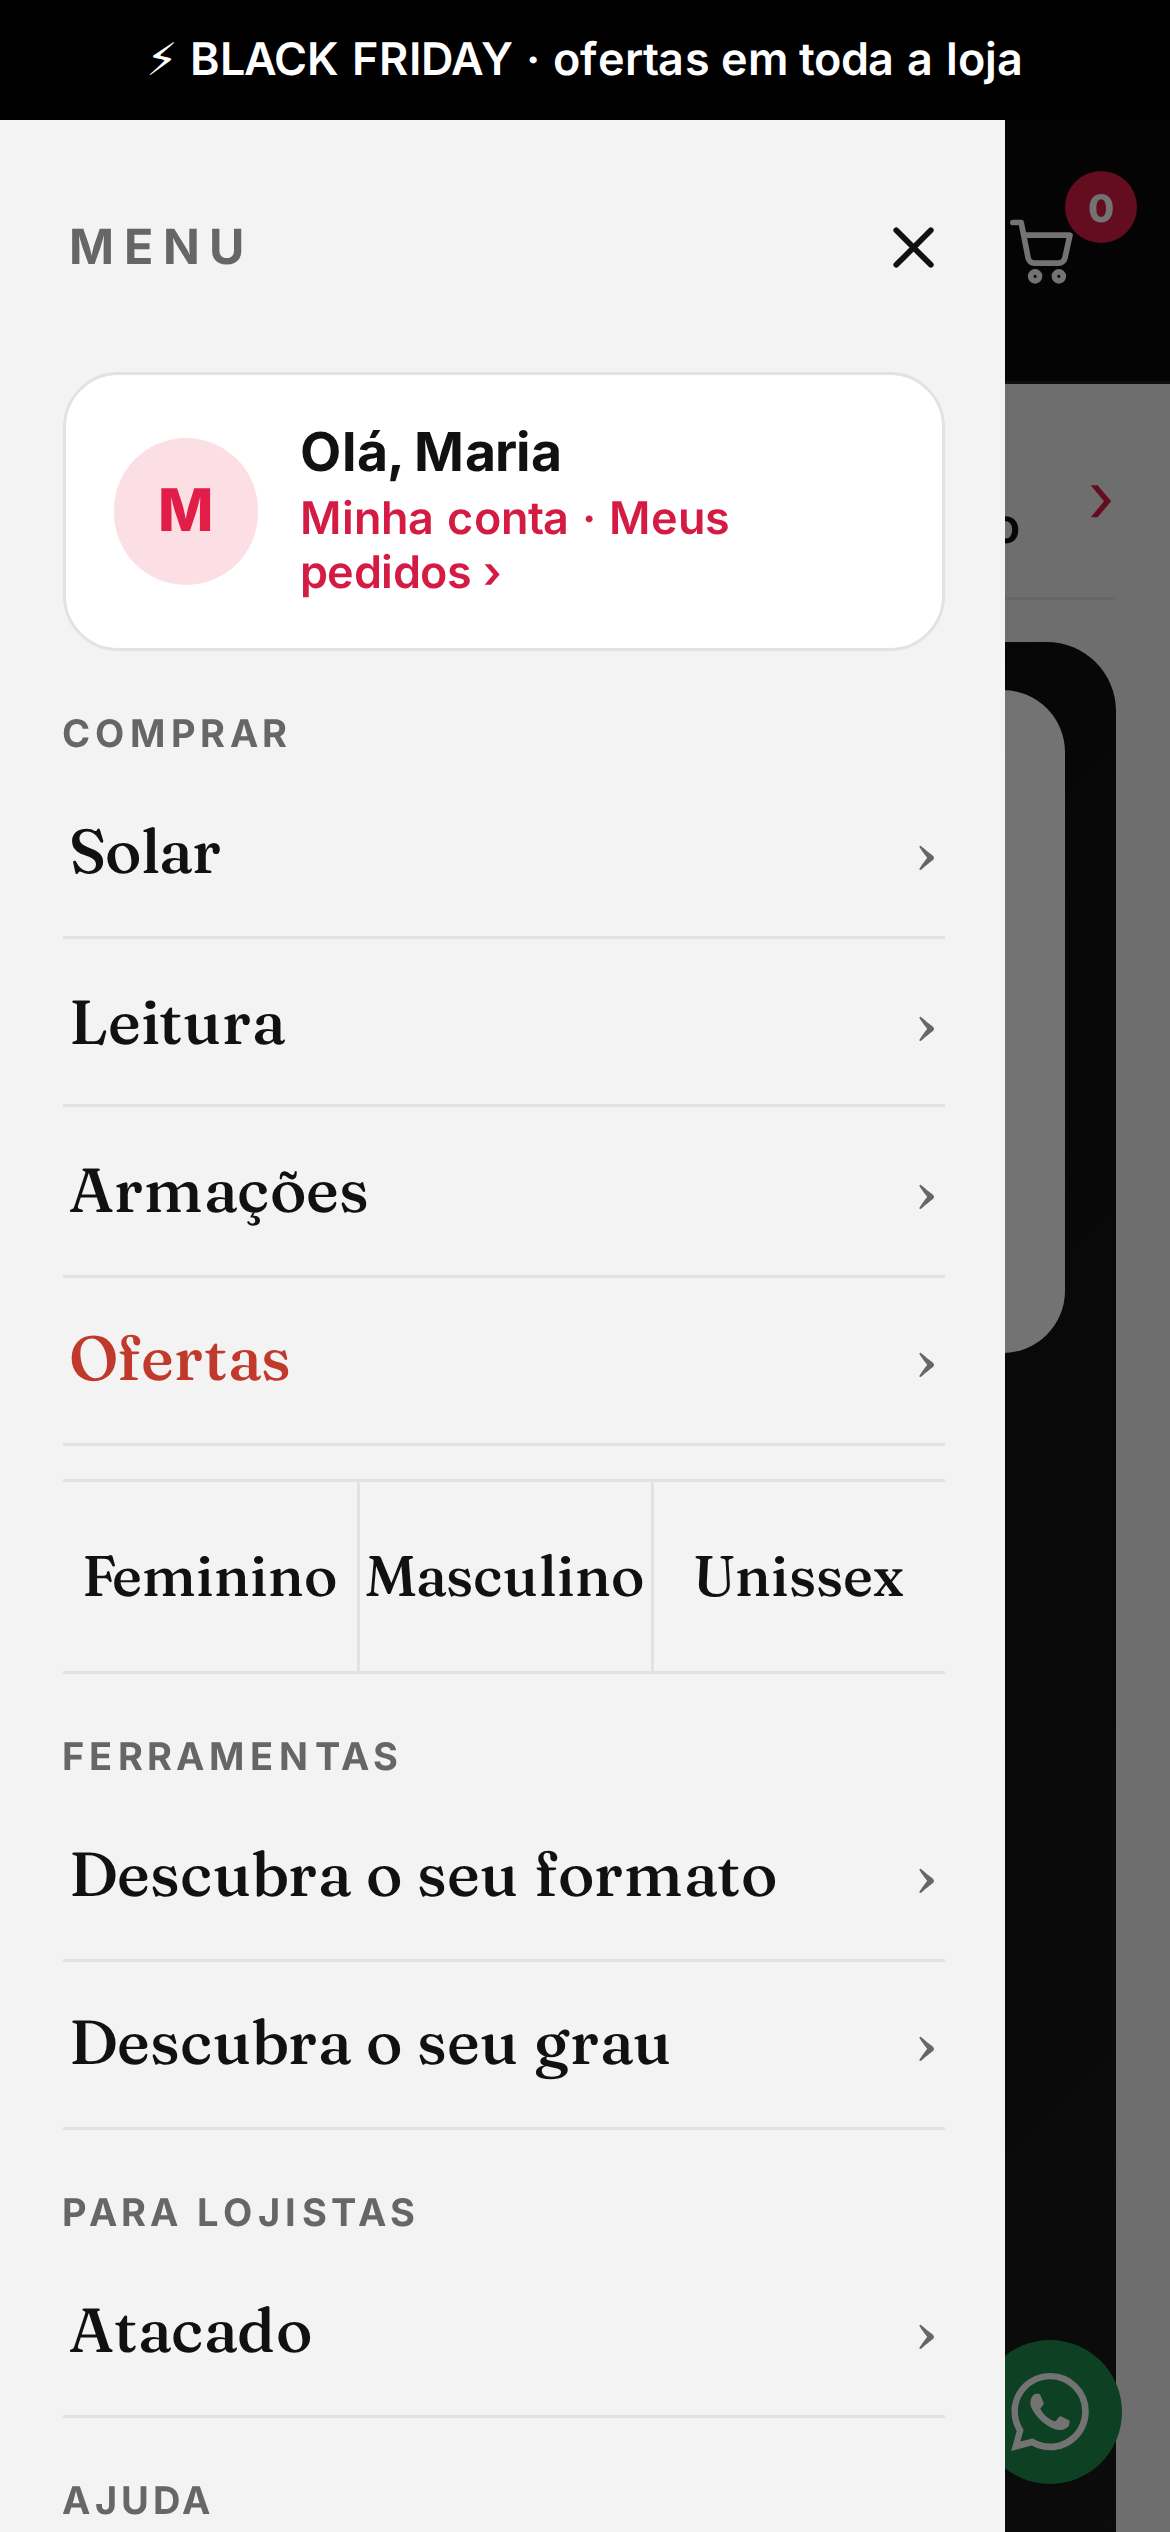 ⚡ BLACK FRIDAY · ofertas em toda a loja
MENU
0
M
Olá, Maria
Minha conta · Meus
pedidos ›
COMPRAR
Solar ›
Leitura ›
Armações ›
Ofertas ›
Feminino Masculino Unissex
FERRAMENTAS
Descubra o seu formato ›
Descubra o seu grau ›
PARA LOJISTAS
Atacado ›
AJUDA